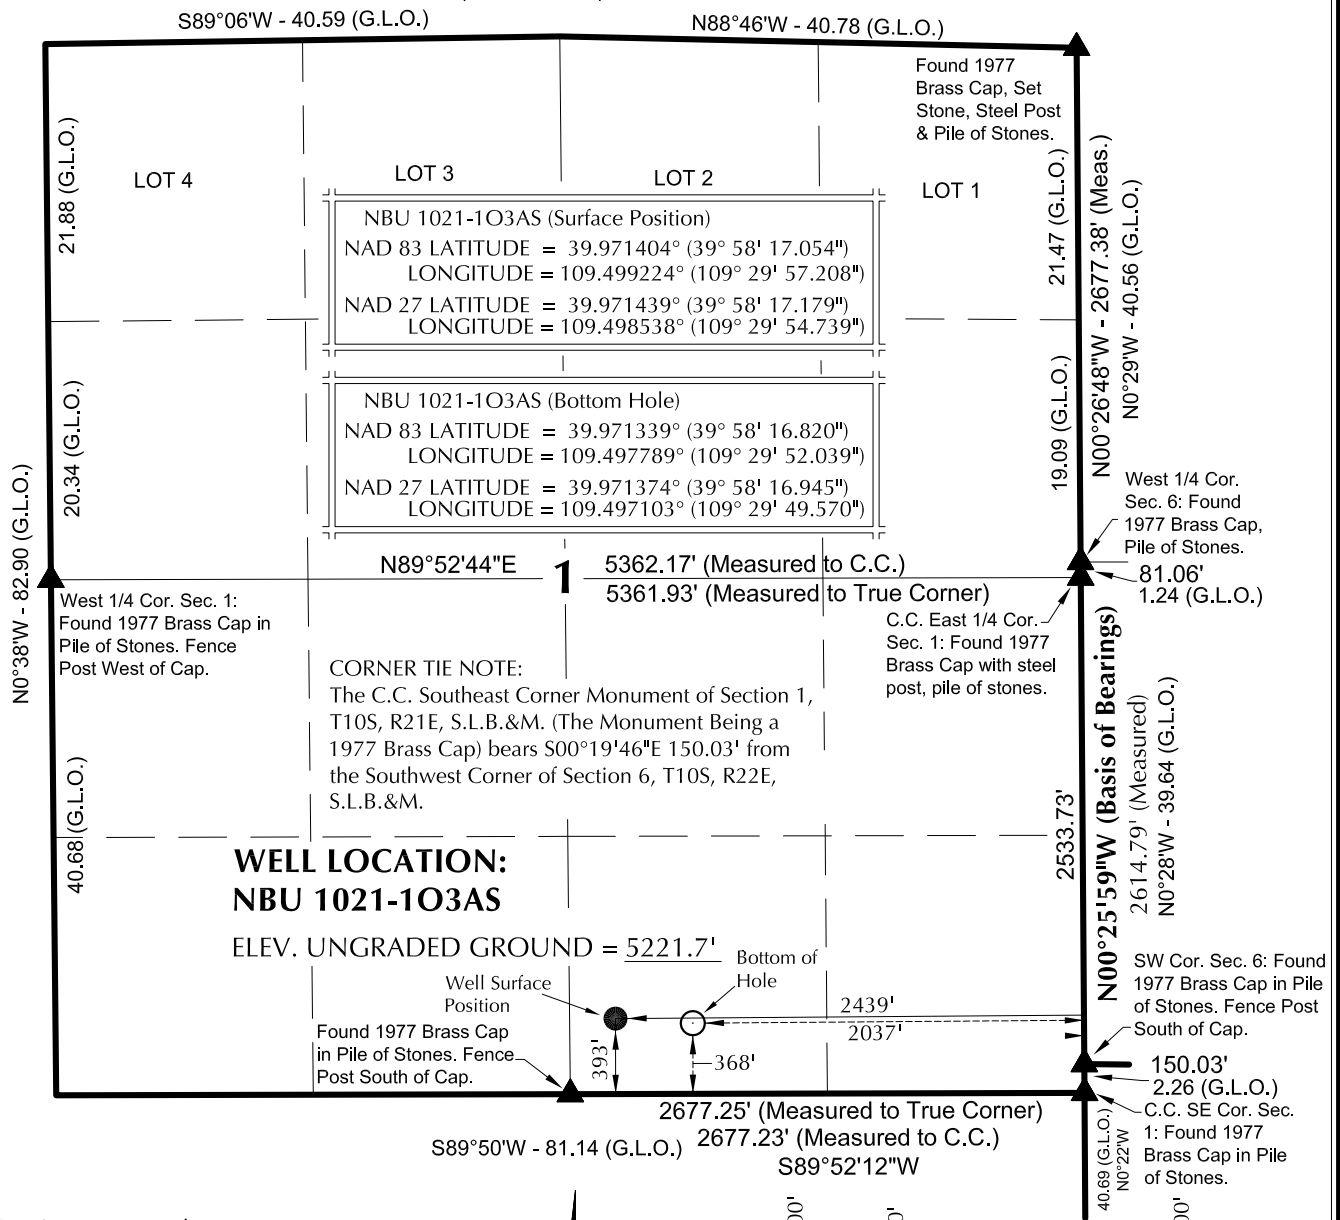 S89°06'W - 40.59 (G.L.O.)
N88°46'W - 40.78 (G.L.O.)
Found 1977
Brass Cap, Set
Stone, Steel Post
& Pile of Stones.
LOT 4
LOT 3
LOT 2
LOT 1
21.88 (G.L.O.)
20.34 (G.L.O.)
N0°38'W - 82.90 (G.L.O.)
40.68 (G.L.O.)
21.47 (G.L.O.)
19.09 (G.L.O.)
N00°26'48"W - 2677.38' (Meas.)
N0°29'W - 40.56 (G.L.O.)
NBU 1021-1O3AS (Surface Position)
NAD 83 LATITUDE = 39.971404° (39° 58' 17.054")
LONGITUDE = 109.499224° (109° 29' 57.208")
NAD 27 LATITUDE = 39.971439° (39° 58' 17.179")
LONGITUDE = 109.498538° (109° 29' 54.739")
NBU 1021-1O3AS (Bottom Hole)
NAD 83 LATITUDE = 39.971339° (39° 58' 16.820")
LONGITUDE = 109.497789° (109° 29' 52.039")
NAD 27 LATITUDE = 39.971374° (39° 58' 16.945")
LONGITUDE = 109.497103° (109° 29' 49.570")
West 1/4 Cor.
Sec. 6: Found
1977 Brass Cap,
Pile of Stones.
N89°52'44"E
1
5362.17' (Measured to C.C.)
5361.93' (Measured to True Corner)
81.06'
1.24 (G.L.O.)
West 1/4 Cor. Sec. 1:
Found 1977 Brass Cap in
Pile of Stones. Fence
Post West of Cap.
C.C. East 1/4 Cor.
Sec. 1: Found 1977
Brass Cap with steel
post, pile of stones.
CORNER TIE NOTE:
The C.C. Southeast Corner Monument of Section 1,
T10S, R21E, S.L.B.&M. (The Monument Being a
1977 Brass Cap) bears S00°19'46"E 150.03' from
the Southwest Corner of Section 6, T10S, R22E,
S.L.B.&M.
2533.73'
N00°25'59"W (Basis of Bearings)
2614.79' (Measured)
N0°28'W - 39.64 (G.L.O.)
WELL LOCATION:
NBU 1021-1O3AS
ELEV. UNGRADED GROUND = 5221.7'
Well Surface
Position
Bottom of
Hole
2439'
2037'
393'
368'
Found 1977 Brass Cap
in Pile of Stones. Fence
Post South of Cap.
SW Cor. Sec. 6: Found
1977 Brass Cap in Pile
of Stones. Fence Post
South of Cap.
150.03'
2.26 (G.L.O.)
C.C. SE Cor. Sec.
1: Found 1977
Brass Cap in Pile
of Stones.
2677.25' (Measured to True Corner)
2677.23' (Measured to C.C.)
S89°50'W - 81.14 (G.L.O.)
S89°52'12"W
40.69 (G.L.O.)
N0°22'W